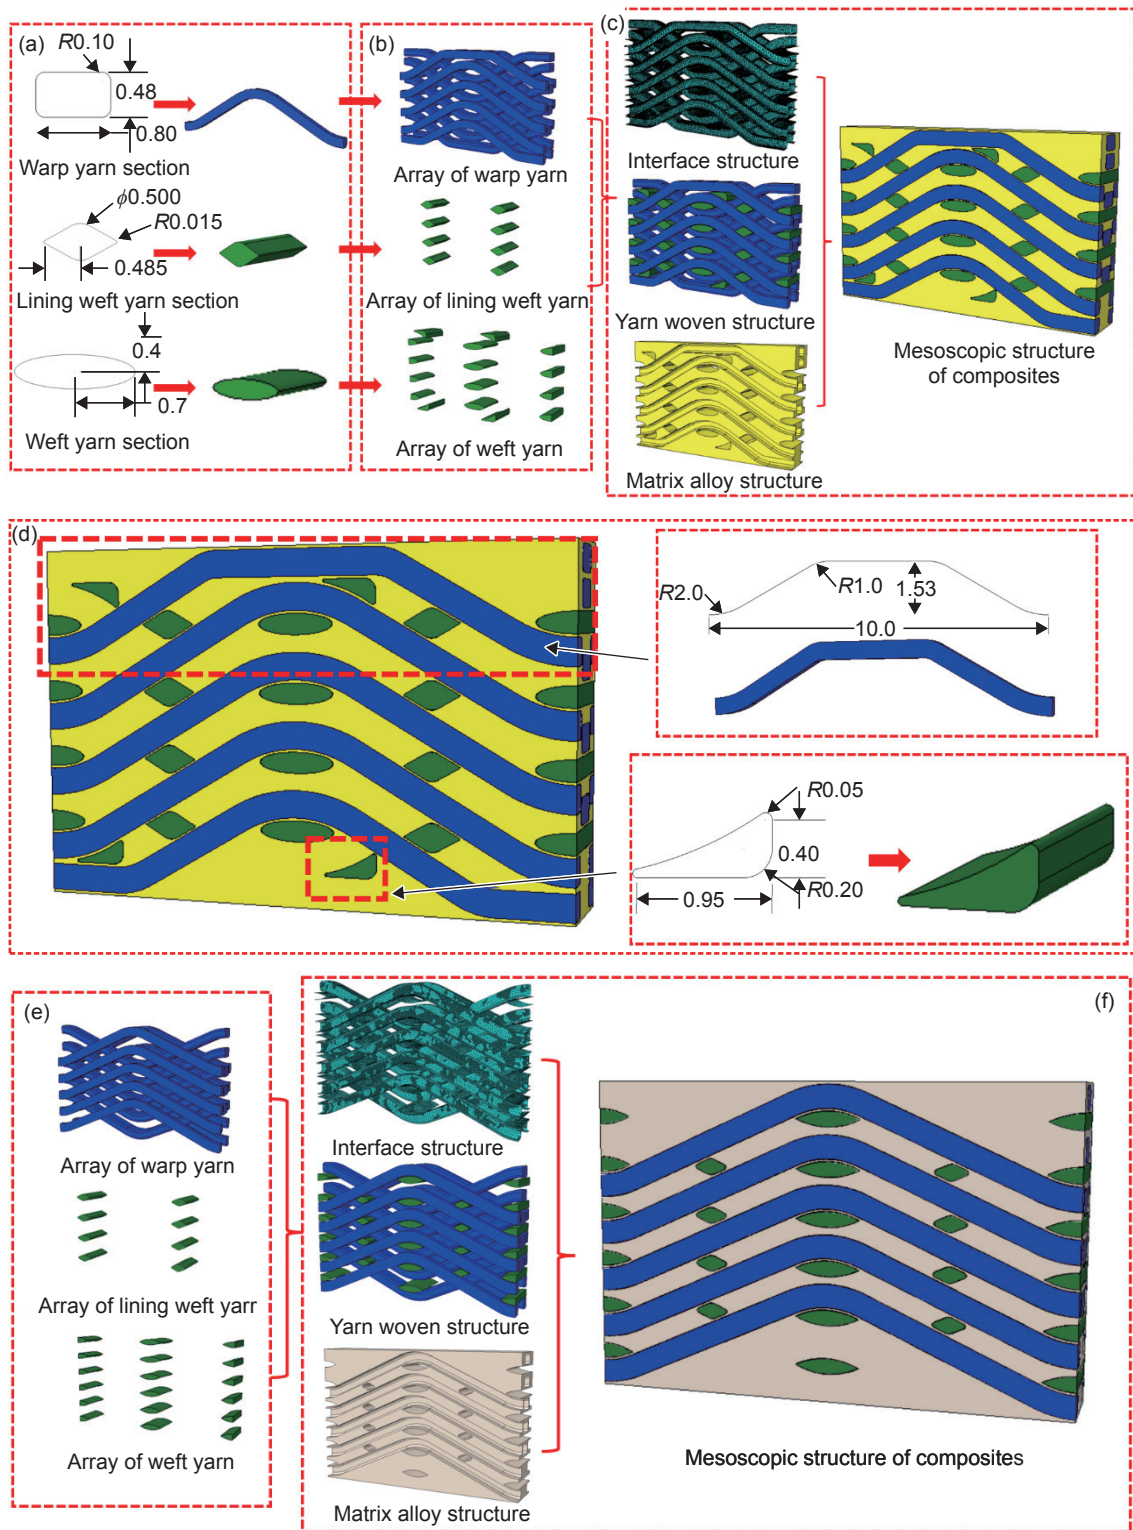 (a)
R0.10
0.48
0.80
Warp yarn section
ϕ0.500
R0.015
0.485
Lining weft yarn section
0.4
0.7
Weft yarn section
(b)
Array of warp yarn
Array of lining weft yarn
Array of weft yarn
(c)
Interface structure
Yarn woven structure
Matrix alloy structure
Mesoscopic structure
of composites
(d)
R2.0
R1.0
1.53
10.0
R0.05
0.40
R0.20
0.95
(e)
Array of warp yarn
Array of lining weft yarr
Array of weft yarn
(f)
Interface structure
Yarn woven structure
Matrix alloy structure
Mesoscopic structure of composites